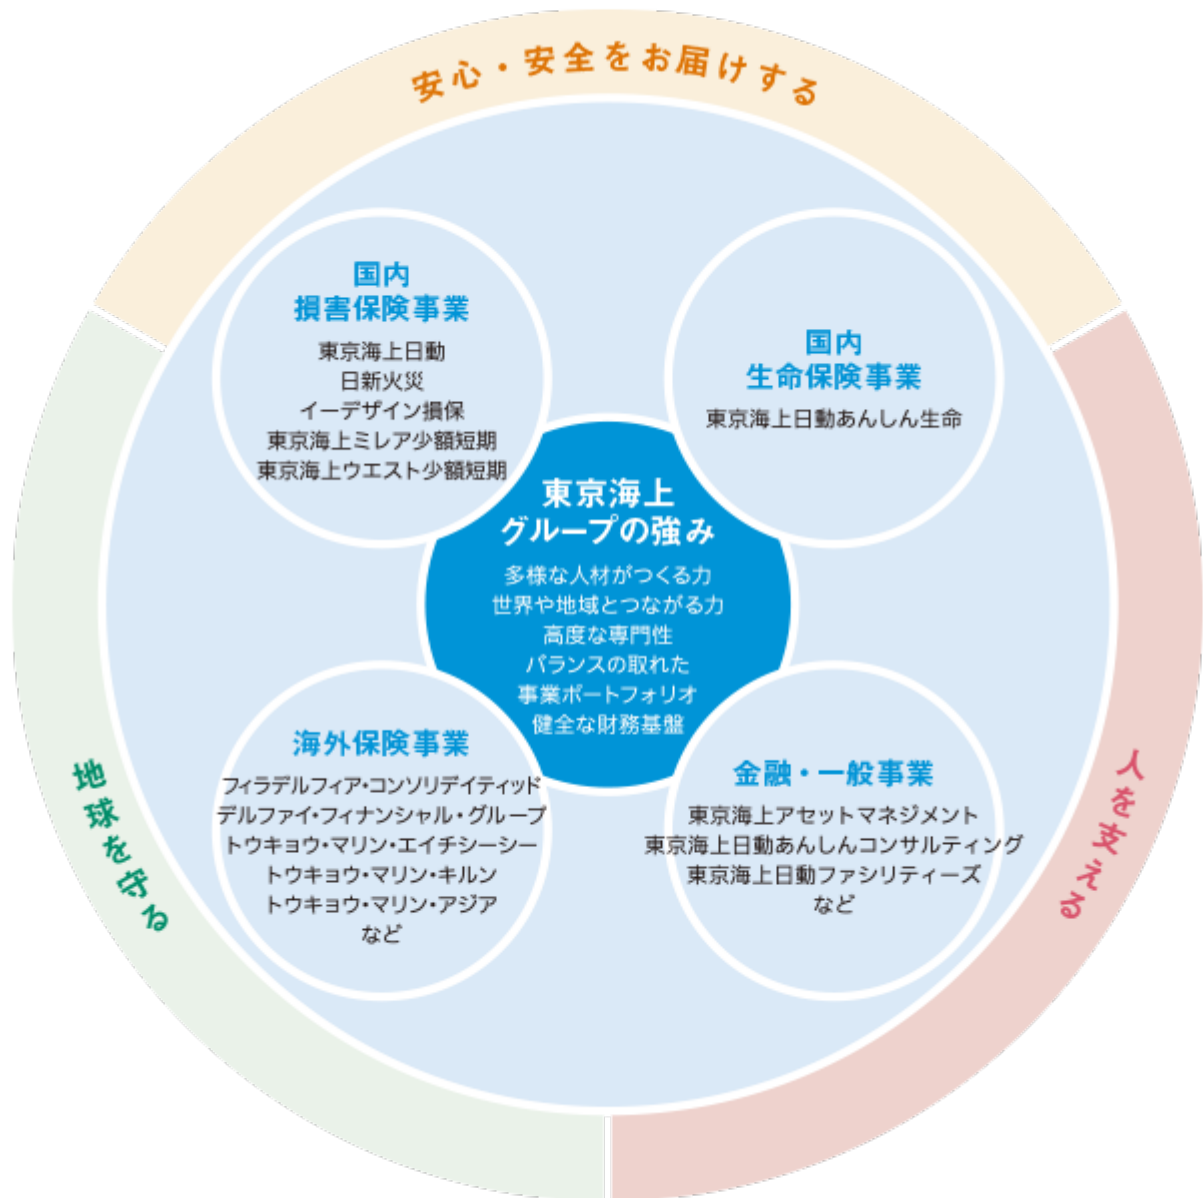 安心・安全をお届けする
国内
損害保険事業
東京海上日動
日新火災
イーデザイン損保
東京海上ミレア少額短期
東京海上ウエスト少額短期
国内
生命保険事業
東京海上日動あんしん生命
東京海上
グループの強み
多様な人材がつくる力
世界や地域とつながる力
高度な専門性
バランスの取れた
事業ポートフォリオ
健全な財務基盤
海外保険事業
フィラデルフィア・コンソリデイティッド
デルファイ・フィナンシャル・グループ
トウキョウ・マリン・エイチシーシー
トウキョウ・マリン・キルン
トウキョウ・マリン・アジア
など
金融・一般事業
東京海上アセットマネジメント
東京海上日動あんしんコンサルティング
東京海上日動ファシリティーズ
など
地球を守る
人を支える